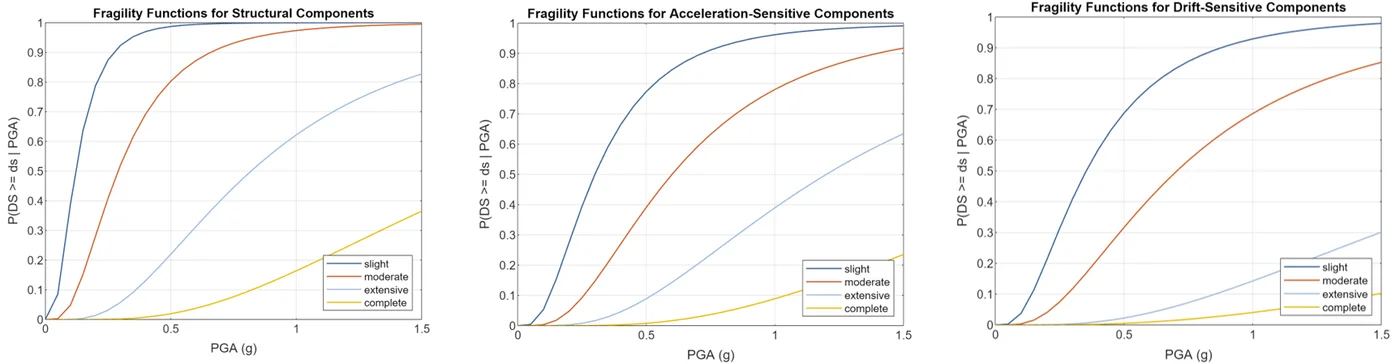 Fragility Functions for Structural Components
1
0.9
0.8
0.7
0.6
0.5
0.4
0.3
0.2
0.1
0
P(DS >= ds | PGA)
slight
moderate
extensive
complete
0 0.5 1 1.5
PGA (g)
Fragility Functions for Acceleration-Sensitive Components
1
0.9
0.8
0.7
0.6
0.5
0.4
0.3
0.2
0.1
0
P(DS >= ds | PGA)
slight
moderate
extensive
complete
0 0.5 1 1.5
PGA (g)
Fragility Functions for Drift-Sensitive Components
1
0.9
0.8
0.7
0.6
0.5
0.4
0.3
0.2
0.1
0
P(DS >= ds | PGA)
slight
moderate
extensive
complete
0 0.5 1 1.5
PGA (g)